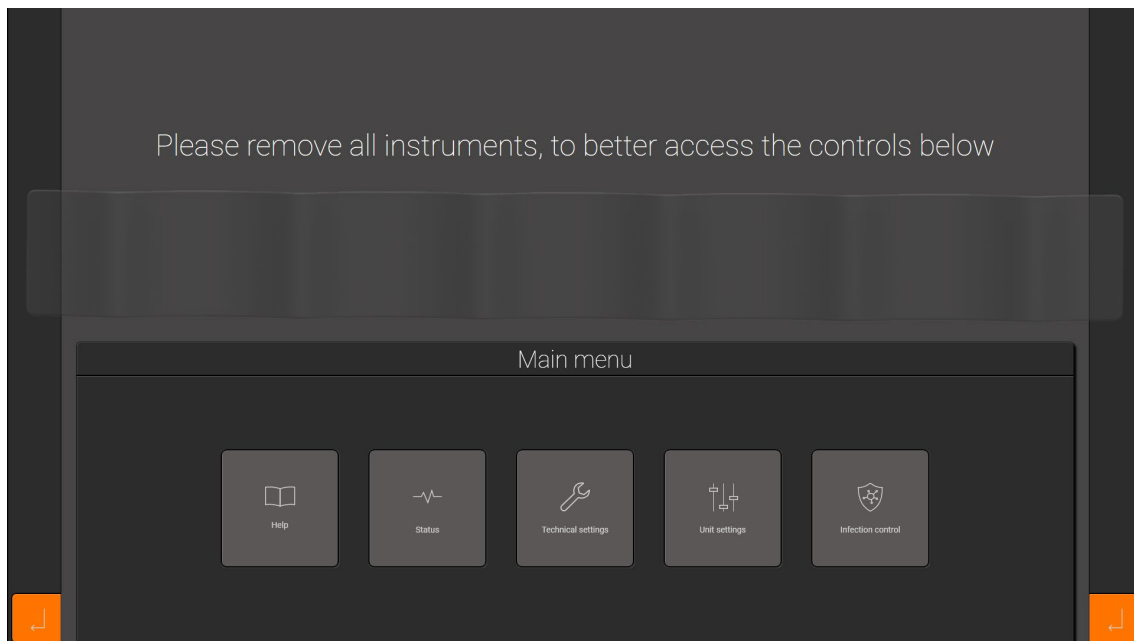 Please remove all instruments, to better access the controls below
Main menu
Help
Status
Technical settings
Unit settings
Infection control